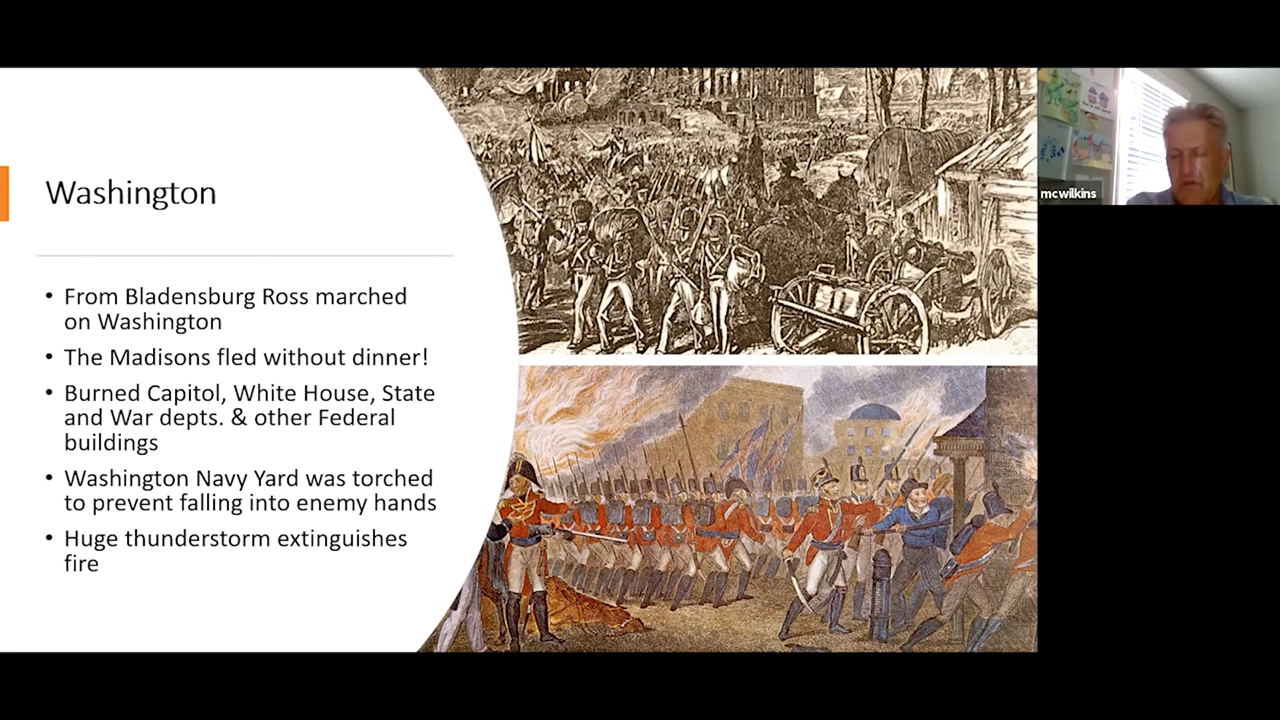 Washington
• From Bladensburg Ross marched
on Washington
• The Madisons fled without dinner!
• Burned Capitol, White House, State
and War depts. & other Federal
buildings
• Washington Navy Yard was torched
to prevent falling into enemy hands
• Huge thunderstorm extinguishes
fire
mcwilkins